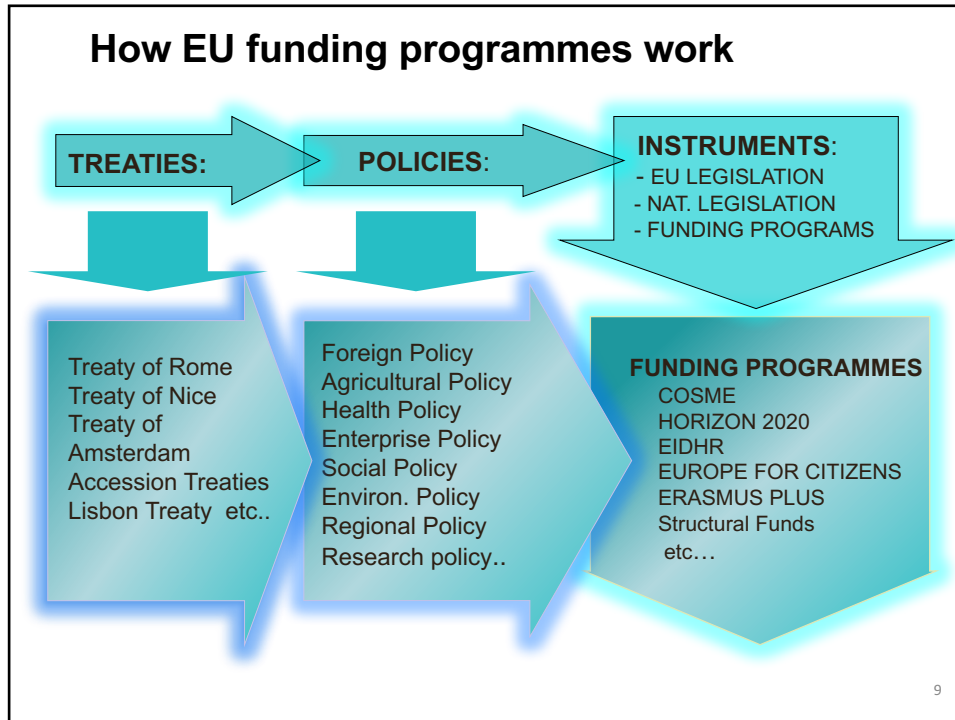 How EU funding programmes work
TREATIES:
POLICIES:
INSTRUMENTS:
- EU LEGISLATION
- NAT. LEGISLATION
- FUNDING PROGRAMS
Treaty of Rome
Treaty of Nice
Treaty of
Amsterdam
Accession Treaties
Lisbon Treaty etc..
Foreign Policy
Agricultural Policy
Health Policy
Enterprise Policy
Social Policy
Environ. Policy
Regional Policy
Research policy..
FUNDING PROGRAMMES
COSME
HORIZON 2020
EIDHR
EUROPE FOR CITIZENS
ERASMUS PLUS
Structural Funds
etc...
9